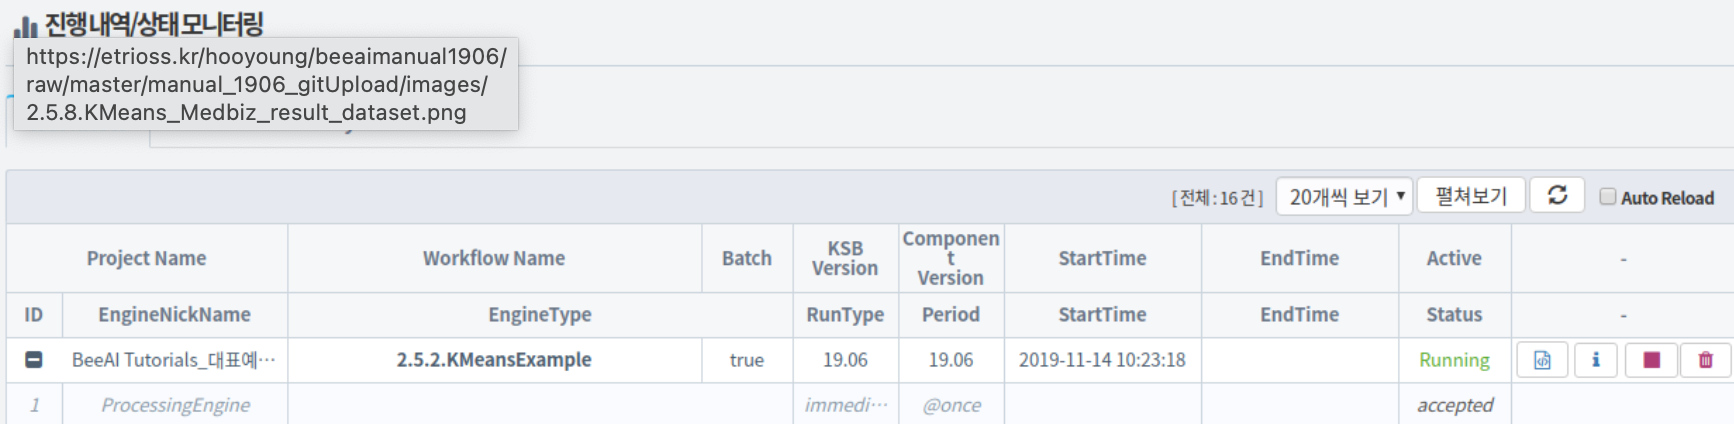 진행 내역/상태 모니터링
https://etrioss.kr/hooyoung/beeaimanual1906/
raw/master/manual_1906_gitUpload/images/
2.5.8.KMeans_Medbiz_result_dataset.png
[ 전체 : 16 건 ] 20개씩 보기 펼쳐보기 Auto Reload
Project Name Workflow Name Batch KSB Version Component Version StartTime EndTime Active -
ID EngineNickName EngineType RunType Period StartTime EndTime Status -
BeeAI Tutorials_대표예… 2.5.2.KMeansExample true 19.06 19.06 2019-11-14 10:23:18 Running
1 ProcessingEngine immedi… @once accepted